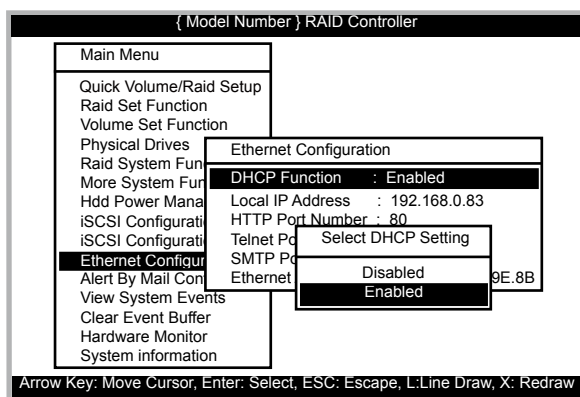 { Model Number } RAID Controller
Main Menu
Quick Volume/Raid Setup
Raid Set Function
Volume Set Function
Physical Drives
Raid System Fun
More System Fun
Hdd Power Mana
iSCSI Configurati
iSCSI Configurati
Ethernet Configur
Alert By Mail Con
View System Events
Clear Event Buffer
Hardware Monitor
System information
Ethernet Configuration
DHCP Function : Enabled
Local IP Address : 192.168.0.83
HTTP Port Number : 80
Telnet Po
SMTP Po
Ethernet 9E.8B
Select DHCP Setting
Disabled
Enabled
Arrow Key: Move Cursor, Enter: Select, ESC: Escape, L:Line Draw, X: Redraw